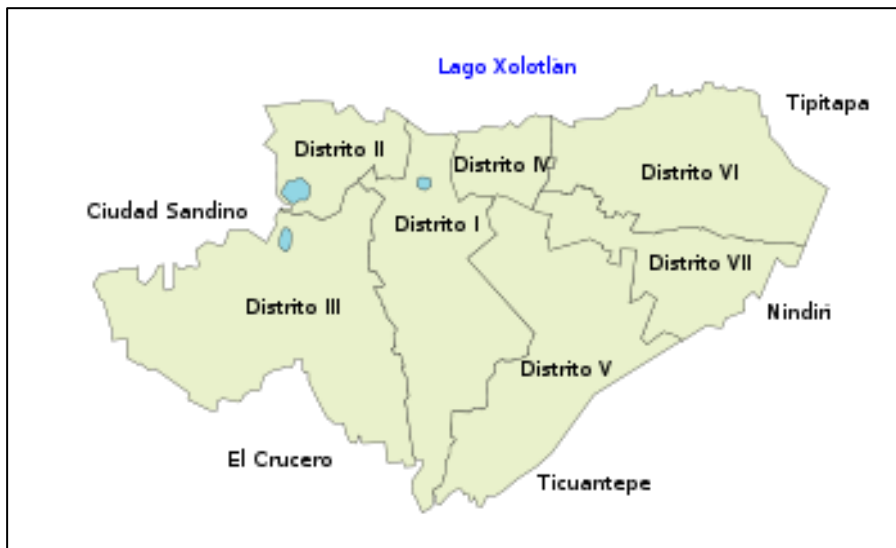 Lago Xolotlàn
Tipitapa
Distrito II
Distrito IV
Distrito VI
Ciudad Sandino
Distrito I
Distrito VII
Distrito III
Nindirí
Distrito V
El Crucero
Ticuantepe